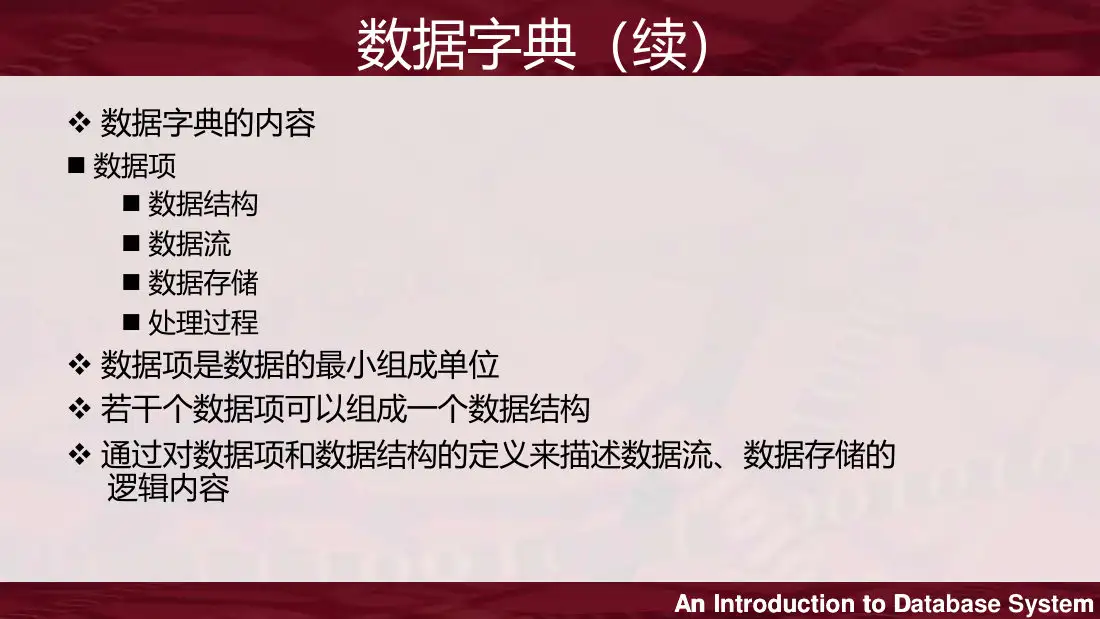 数据字典（续）
❖ 数据字典的内容
■ 数据项
■ 数据结构
■ 数据流
■ 数据存储
■ 处理过程
❖ 数据项是数据的最小组成单位
❖ 若干个数据项可以组成一个数据结构
❖ 通过对数据项和数据结构的定义来描述数据流、数据存储的
逻辑内容
An Introduction to Database System